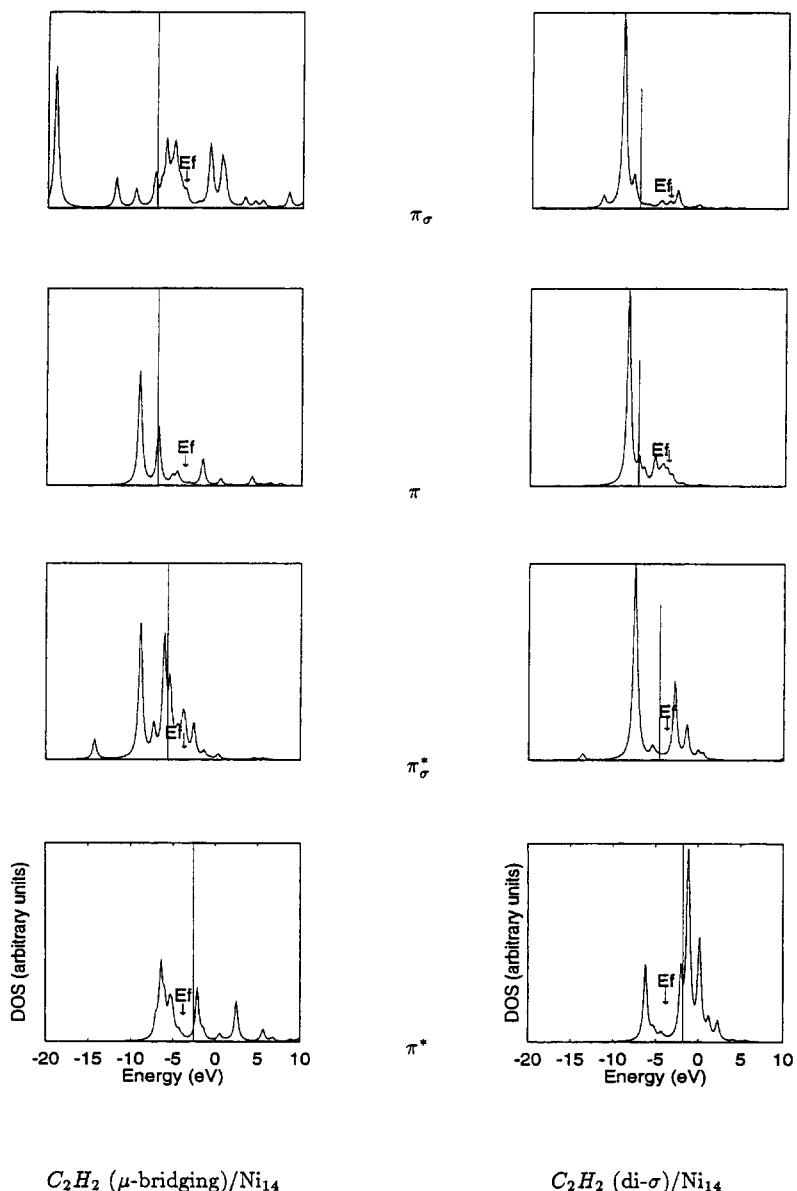 Ef
Ef
π_σ
Ef
Ef
π
Ef
Ef
π*_σ
DOS (arbitrary units)
Ef
-20 -15 -10 -5 0 5 10
Energy (eV)
π*
DOS (arbitrary units)
Ef
-20 -15 -10 -5 0 5 10
Energy (eV)
C₂H₂ (μ-bridging)/Ni₁₄
C₂H₂ (di-σ)/Ni₁₄